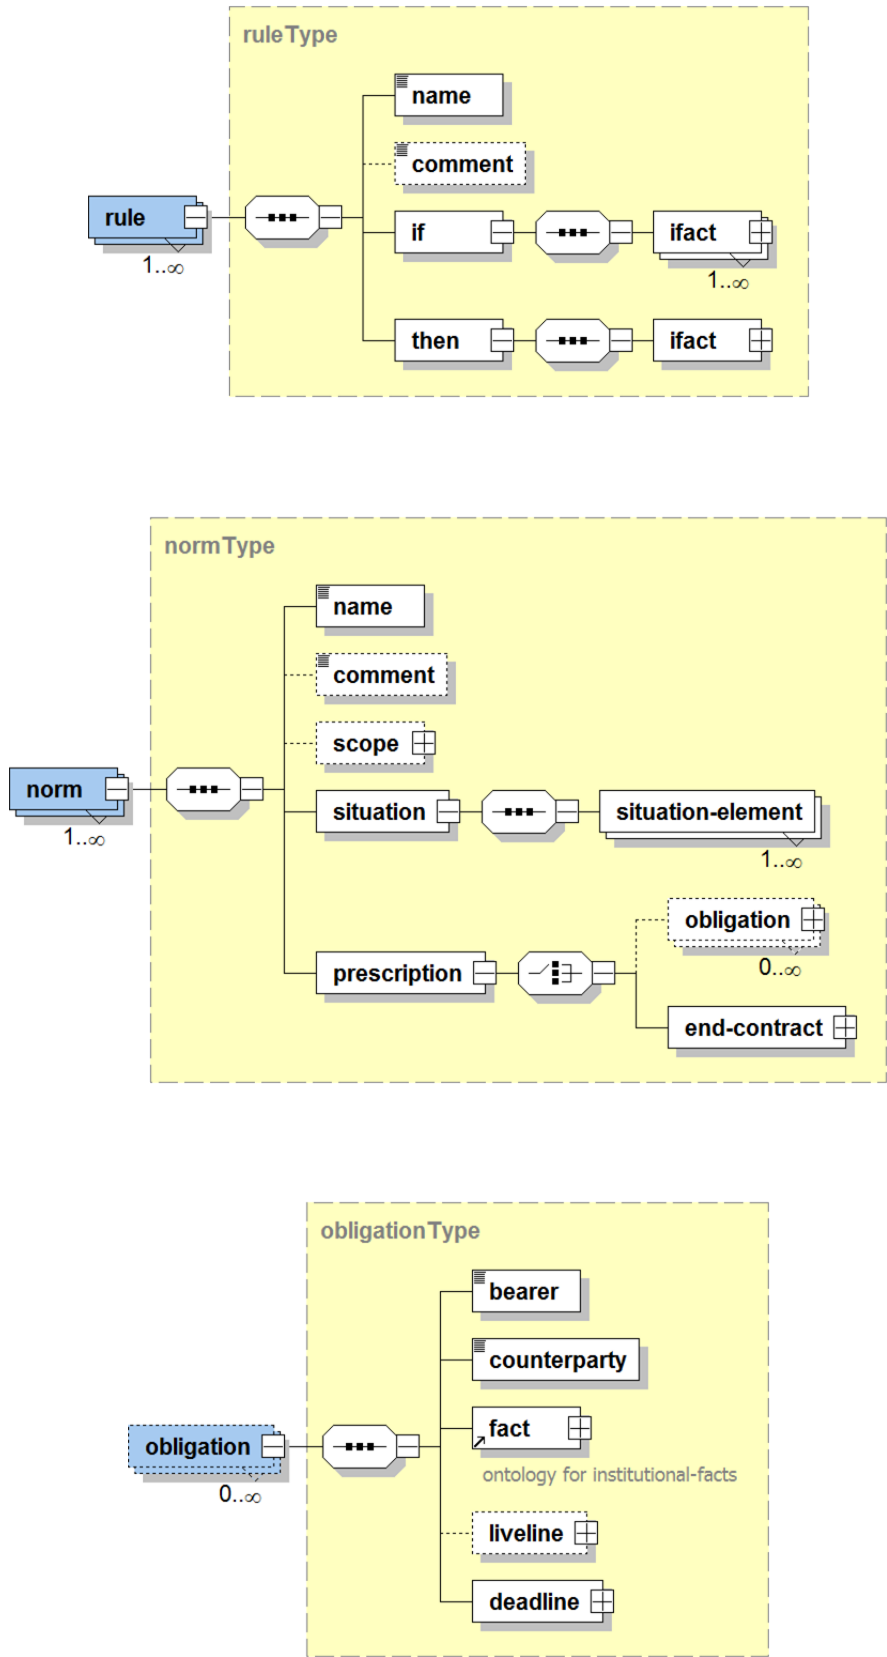 ruleType
name
comment
rule
1..∞
if
ifact
1..∞
then
ifact
normType
name
comment
scope
norm
1..∞
situation
situation-element
1..∞
obligation
0..∞
prescription
end-contract
obligationType
bearer
counterparty
fact
ontology for institutional-facts
obligation
0..∞
liveline
deadline